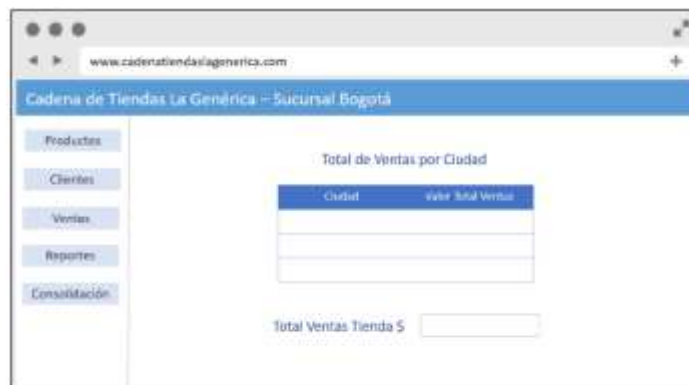 www.cadenatiendaslagenerica.com
Cadena de Tiendas La Genérica – Sucursal Bogotá
Productos
Clientes
Ventas
Reportes
Consolidación
Total de Ventas por Ciudad
Ciudad Valor Total Ventas
Total Ventas Tienda $